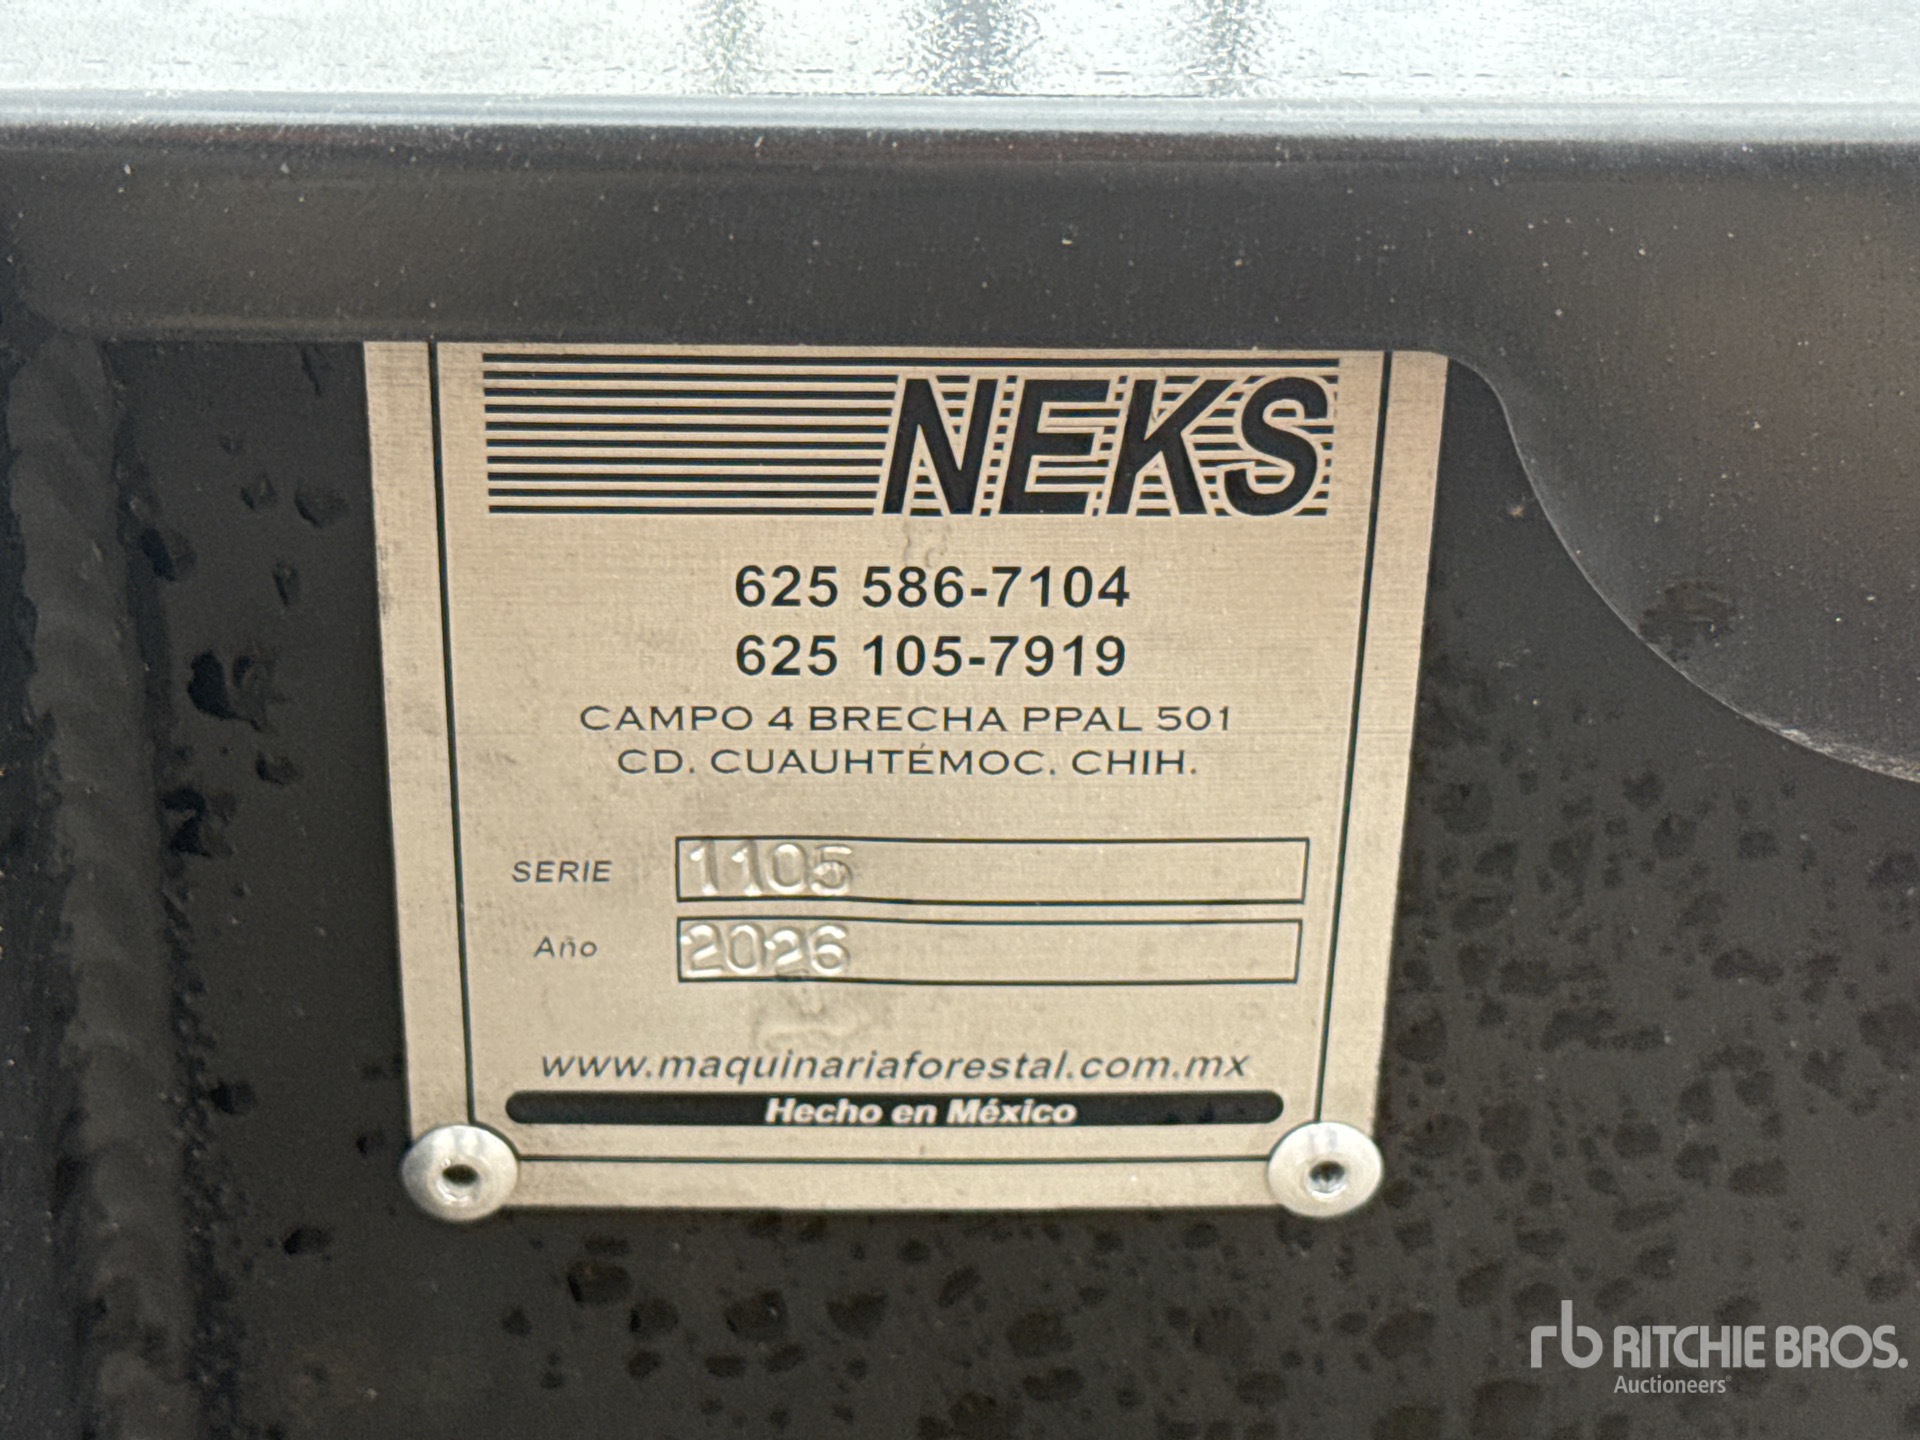 NEKS
625 586-7104
625 105-7919
CAMPO 4 BRECHA PPAL 501
CD. CUAUHTÉMOC. CHIH.
SERIE 1105
Año 2026
www.maquinariaforestal.com.mx
Hecho en México
rb RITCHIE BROS.
Auctioneers